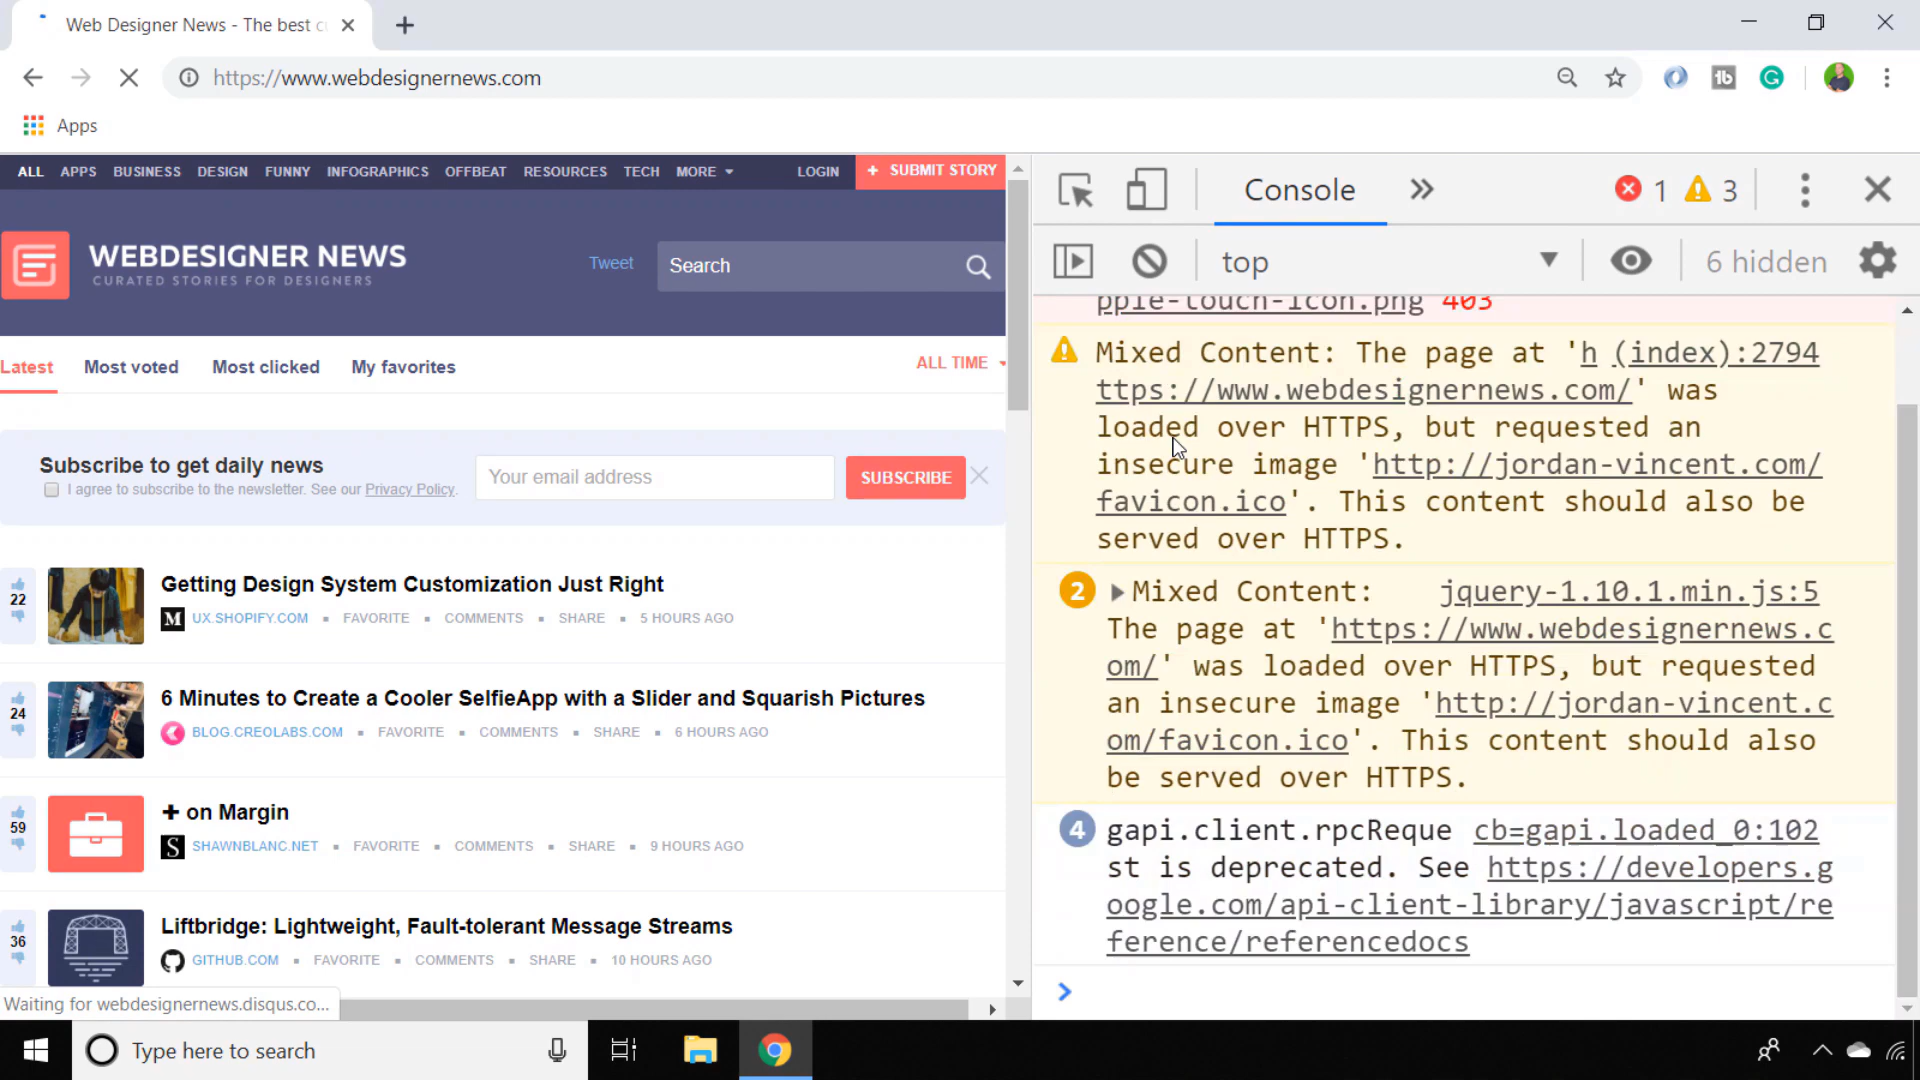 Web Designer News - The best c
https://www.webdesignernews.com
Apps
ALL APPS BUSINESS DESIGN FUNNY INFOGRAPHICS OFFBEAT RESOURCES TECH MORE LOGIN + SUBMIT STORY
WEBDESIGNER NEWS
CURATED STORIES FOR DESIGNERS
Tweet
Search
Latest Most voted Most clicked My favorites ALL TIME
Subscribe to get daily news
I agree to subscribe to the newsletter. See our Privacy Policy.
Your email address
SUBSCRIBE
22
Getting Design System Customization Just Right
M UX.SHOPIFY.COM FAVORITE COMMENTS SHARE 5 HOURS AGO
24
6 Minutes to Create a Cooler SelfieApp with a Slider and Squarish Pictures
BLOG.CREOLABS.COM FAVORITE COMMENTS SHARE 6 HOURS AGO
59
+ on Margin
S SHAWNBLANC.NET FAVORITE COMMENTS SHARE 9 HOURS AGO
36
Liftbridge: Lightweight, Fault-tolerant Message Streams
GITHUB.COM FAVORITE COMMENTS SHARE 10 HOURS AGO
Waiting for webdesignernews.disqus.co...
Console 1 3
top 6 hidden
pple-touch-icon.png 403
Mixed Content: The page at 'h (index):2794
ttps://www.webdesignernews.com/' was
loaded over HTTPS, but requested an
insecure image 'http://jordan-vincent.com/
favicon.ico'. This content should also be
served over HTTPS.
2 Mixed Content: jquery-1.10.1.min.js:5
The page at 'https://www.webdesignernews.c
om/' was loaded over HTTPS, but requested
an insecure image 'http://jordan-vincent.c
om/favicon.ico'. This content should also
be served over HTTPS.
4 gapi.client.rpcReque cb=gapi.loaded_0:102
st is deprecated. See https://developers.g
oogle.com/api-client-library/javascript/re
ference/referencedocs
Type here to search